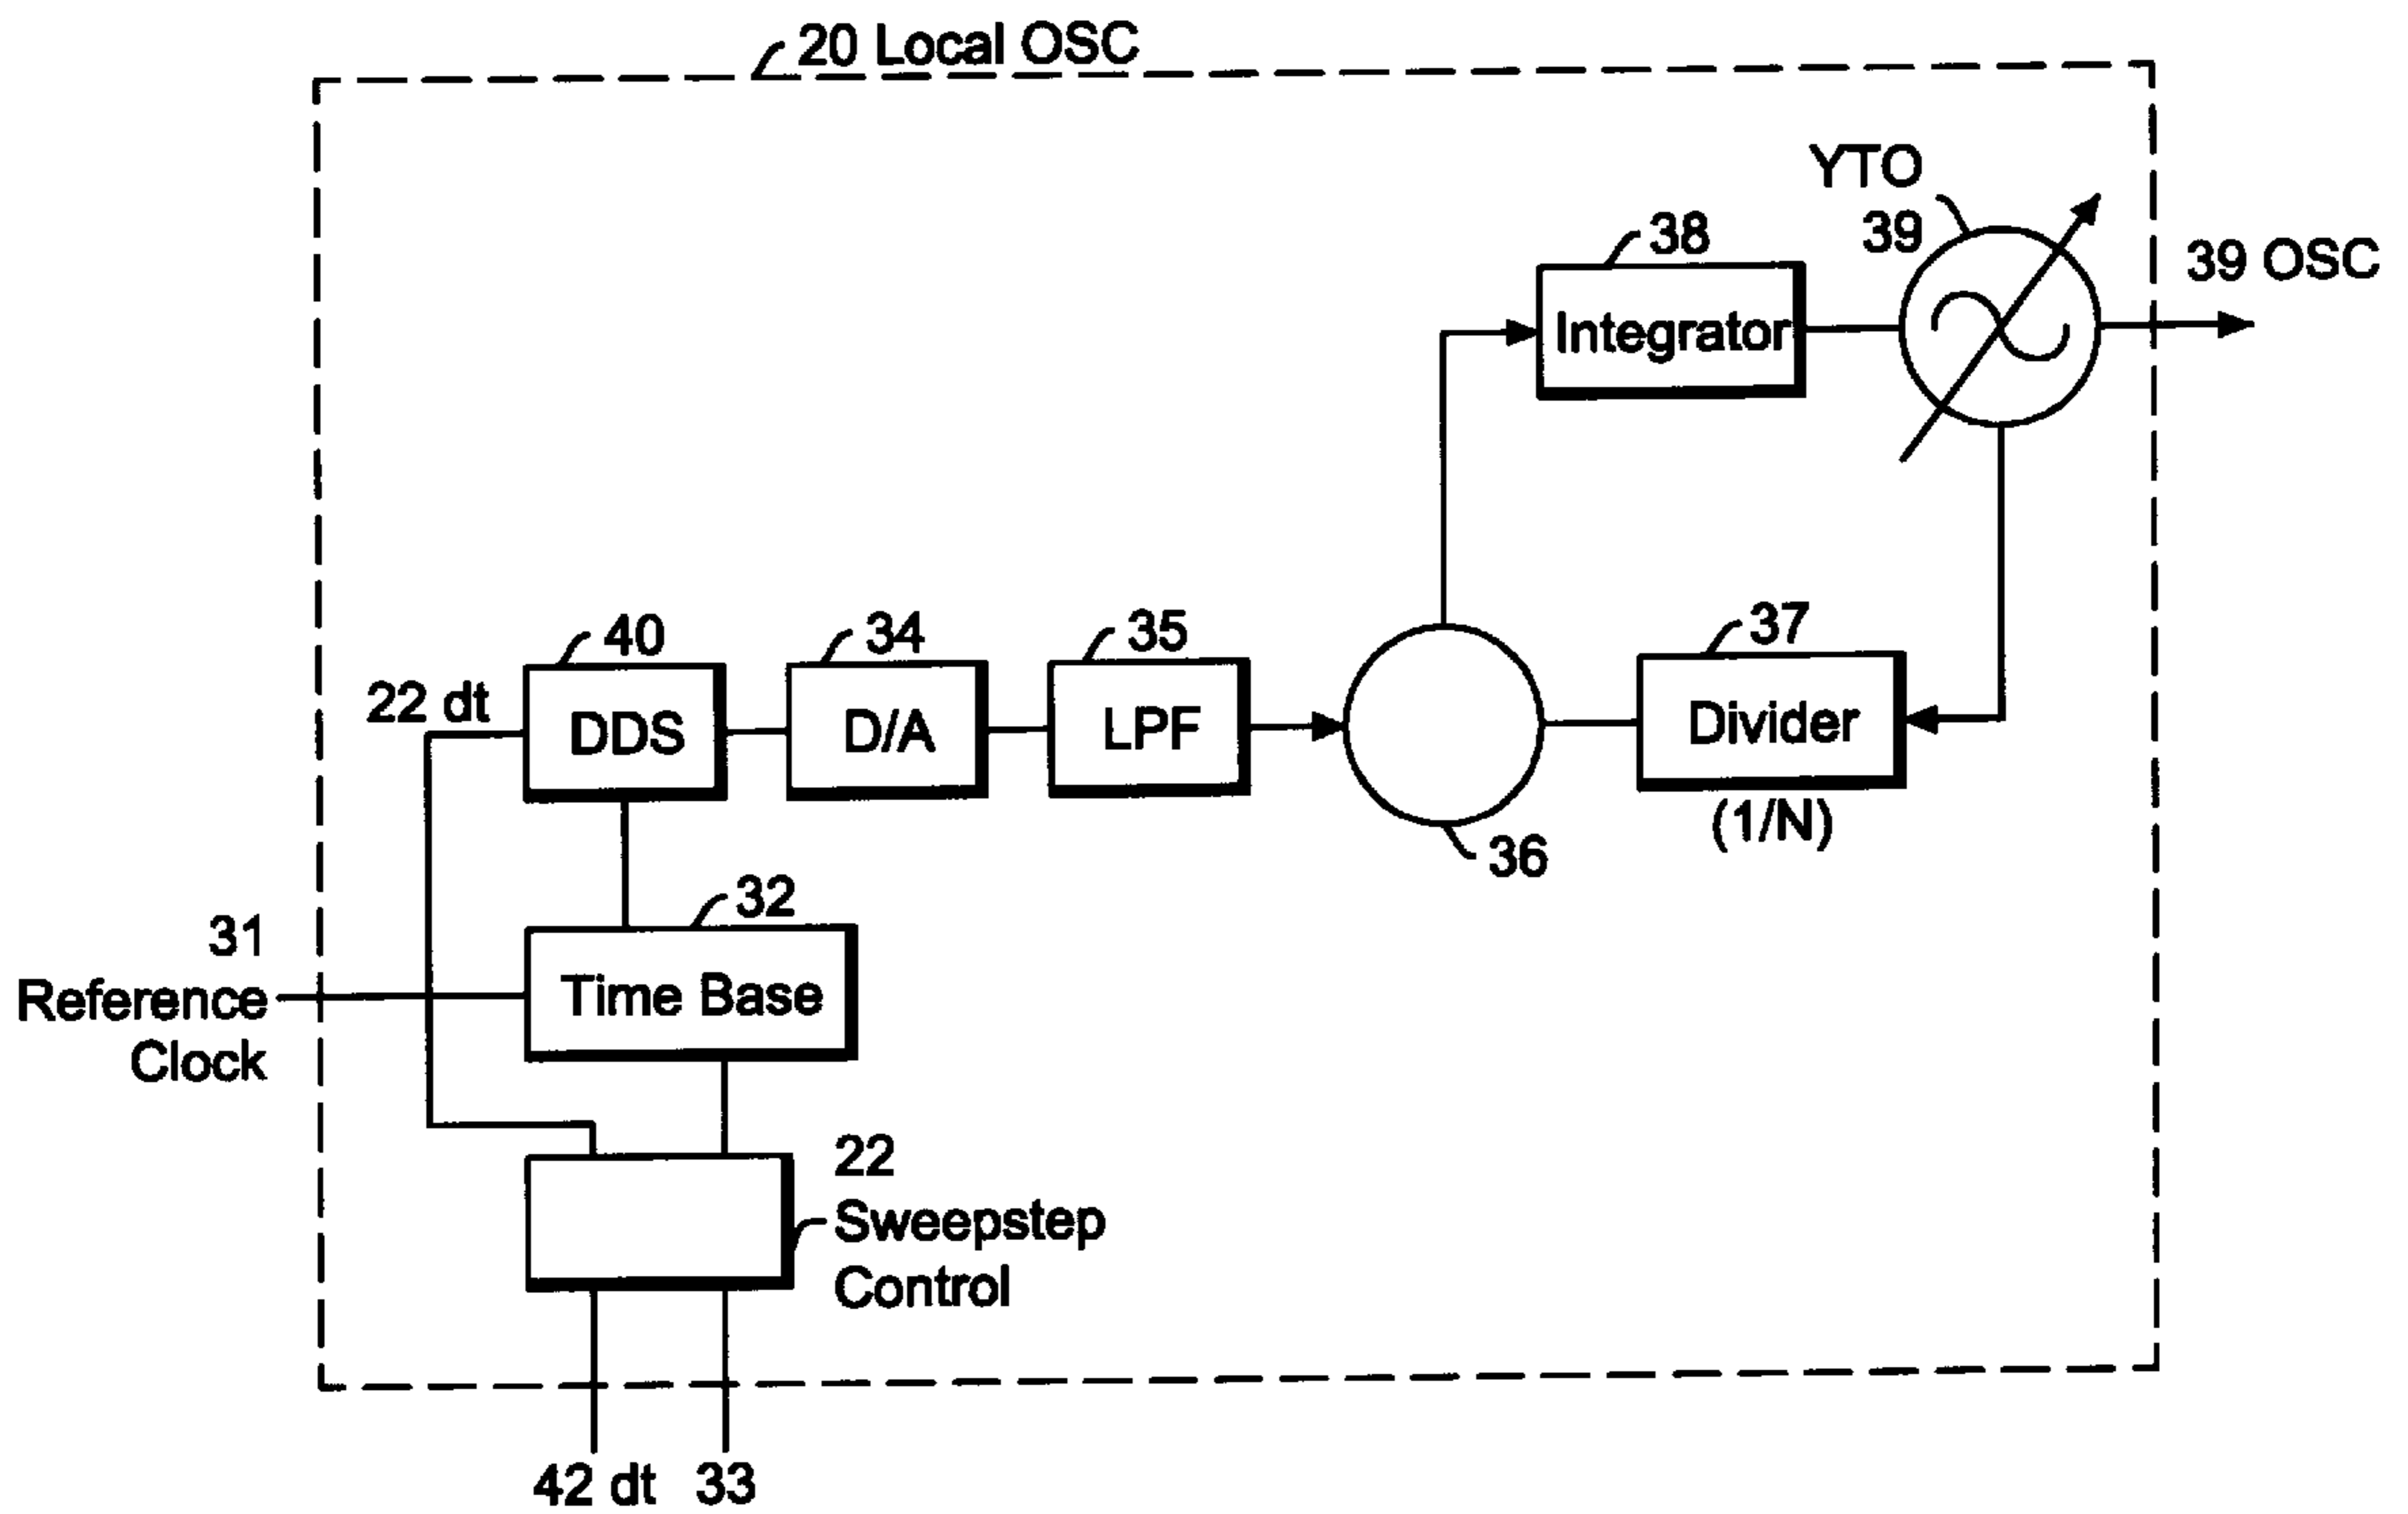 20 Local OSC
YTO
39
38
39 OSC
Integrator
40
34
35
37
22 dt
DDS
D/A
LPF
Divider
(1/N)
36
32
31
Reference
Clock
Time Base
22
Sweepstep
Control
42 dt
33